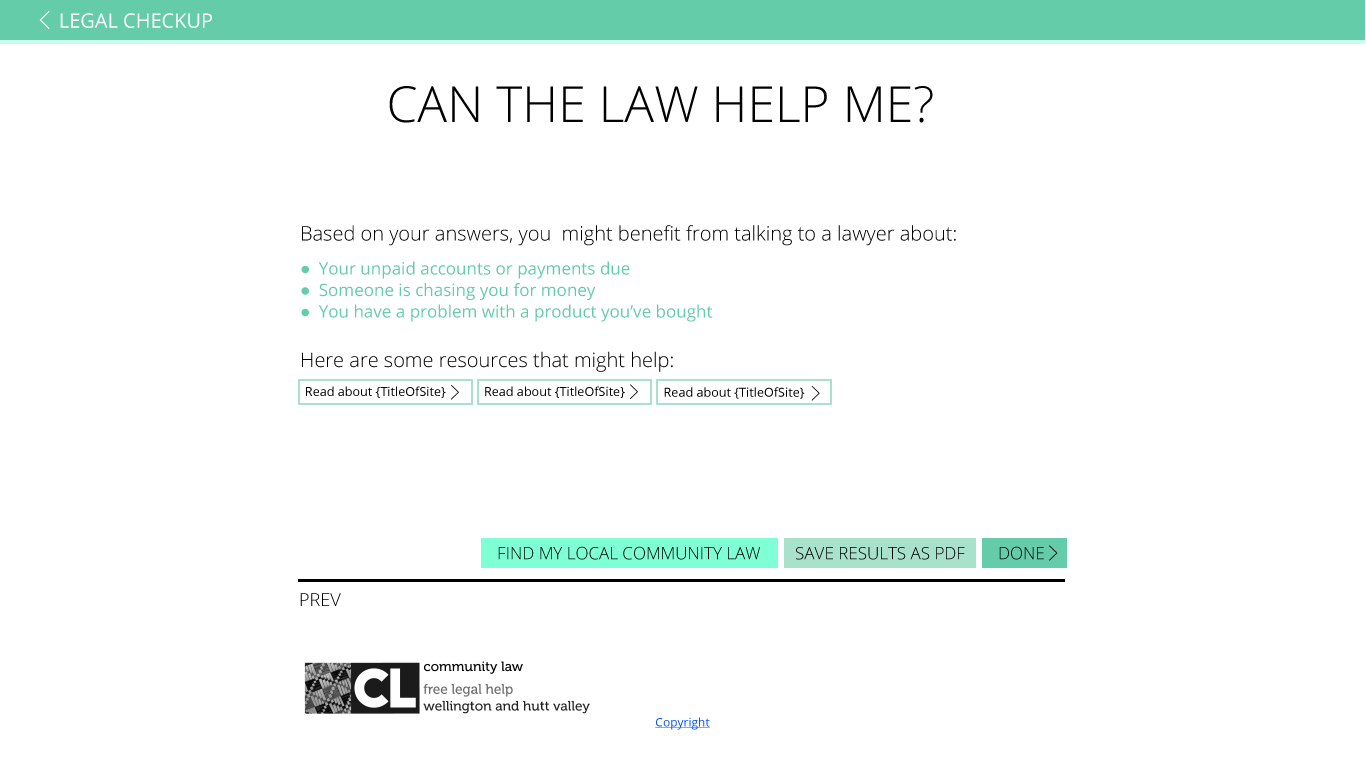 LEGAL CHECKUP
CAN THE LAW HELP ME?
Based on your answers, you  might benefit from talking to a lawyer about:
● Your unpaid accounts or payments due
● Someone is chasing you for money
● You have a problem with a product you’ve bought
Here are some resources that might help:
Read about {TitleOfSite} Read about {TitleOfSite} Read about {TitleOfSite}
FIND MY LOCAL COMMUNITY LAW SAVE RESULTS AS PDF DONE
PREV
CL
community law
free legal help
wellington and hutt valley
Copyright